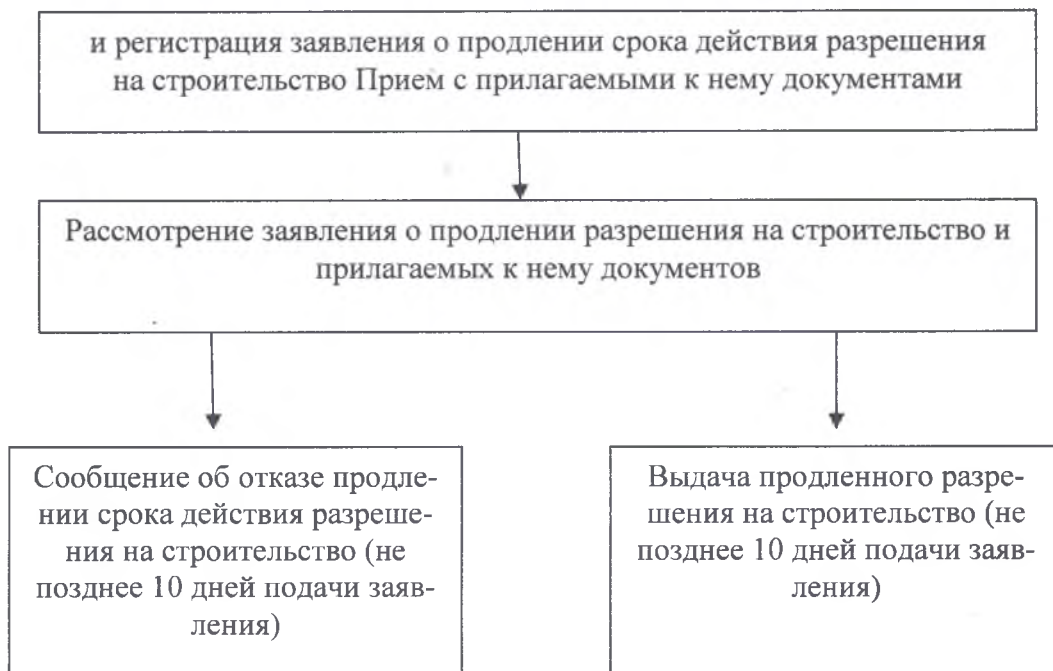 и регистрация заявления о продлении срока действия разрешения
на строительство Прием с прилагаемыми к нему документами
Рассмотрение заявления о продлении разрешения на строительство и
прилагаемых к нему документов
Сообщение об отказе продле-
нии срока действия разреше-
ния на строительство (не
позднее 10 дней подачи заяв-
ления)
Выдача продленного разре-
шения на строительство (не
позднее 10 дней подачи заяв-
ления)